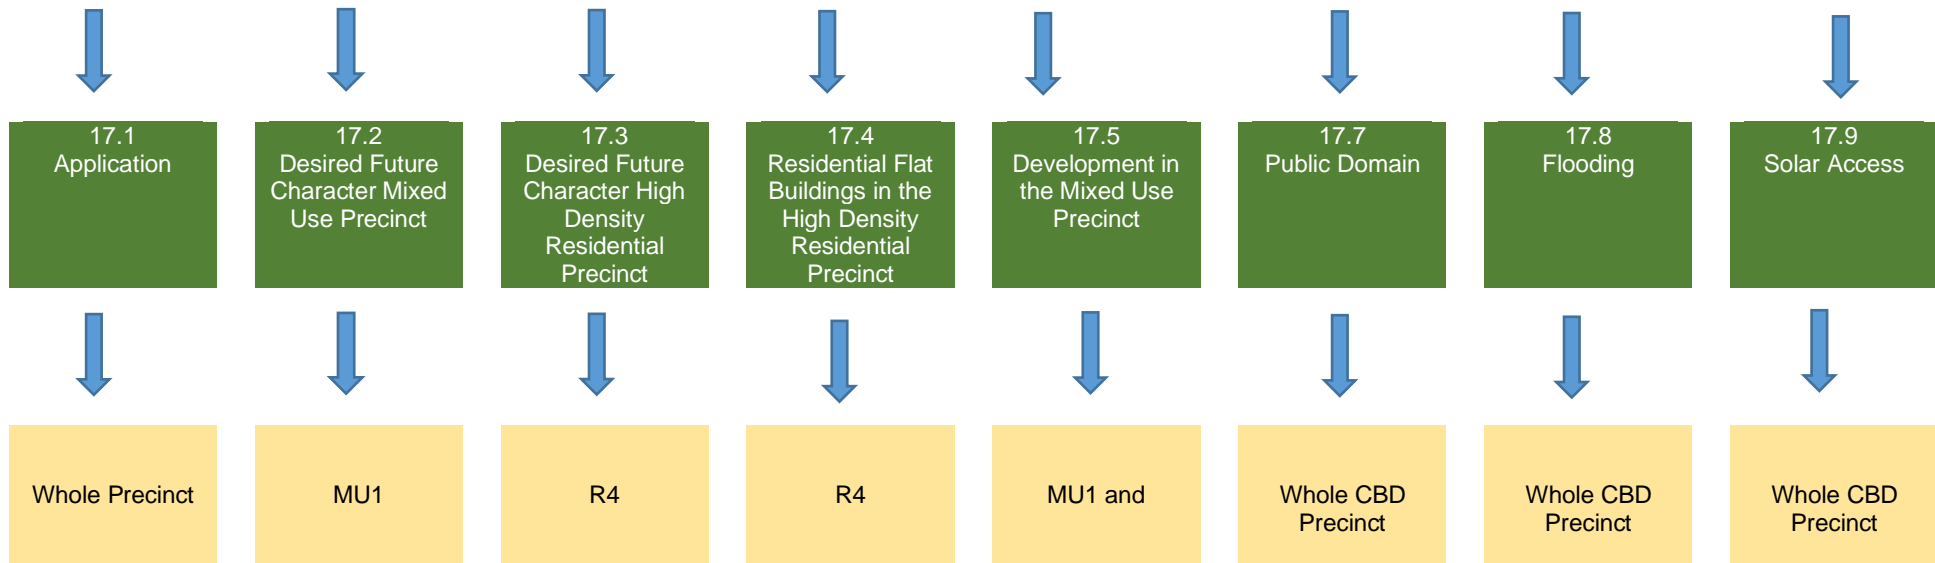 17.1
Application
17.2
Desired Future
Character Mixed
Use Precinct
17.3
Desired Future
Character High
Density
Residential
Precinct
17.4
Residential Flat
Buildings in the
High Density
Residential
Precinct
17.5
Development in
the Mixed Use
Precinct
17.7
Public Domain
17.8
Flooding
17.9
Solar Access
Whole Precinct
MU1
R4
R4
MU1 and
Whole CBD
Precinct
Whole CBD
Precinct
Whole CBD
Precinct